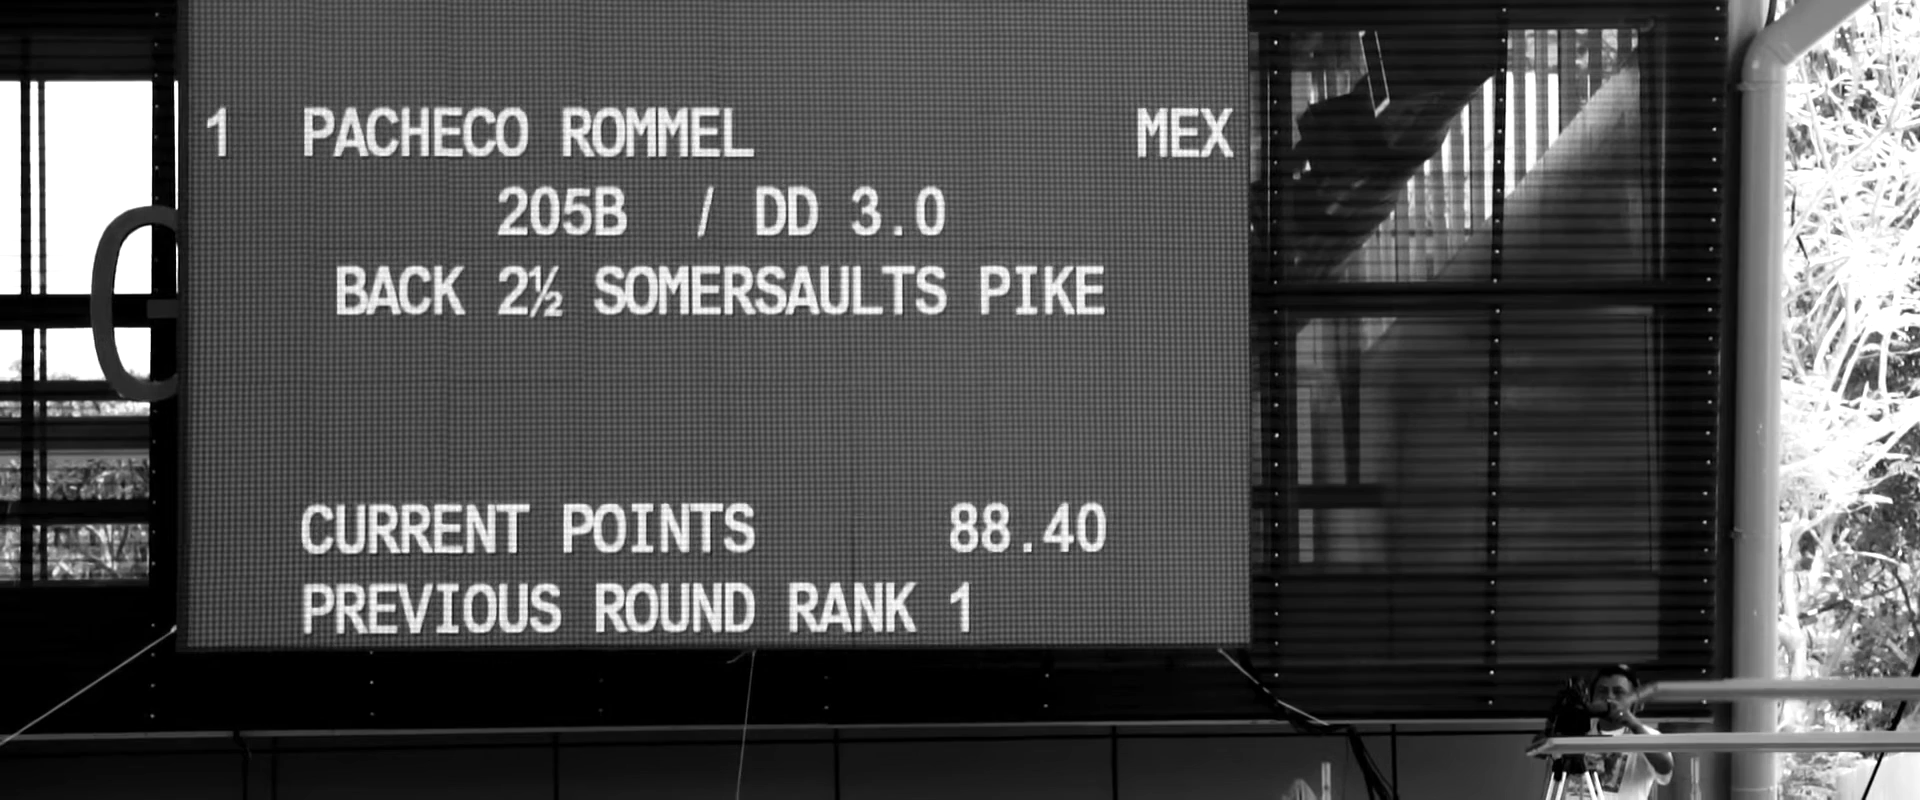 1 PACHECO ROMMEL MEX
205B / DD 3.0
BACK 2½ SOMERSAULTS PIKE
CURRENT POINTS 88.40
PREVIOUS ROUND RANK 1